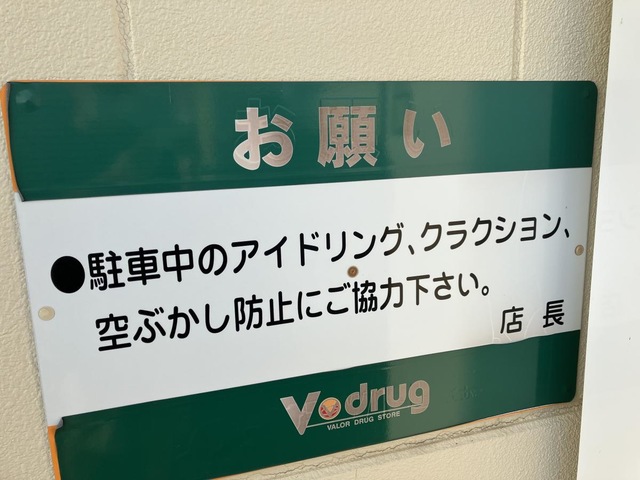 お願い
●駐車中のアイドリング、クラクション、
空ぶかし防止にご協力下さい。
店長
Vdrug
VALOR DRUG STORE